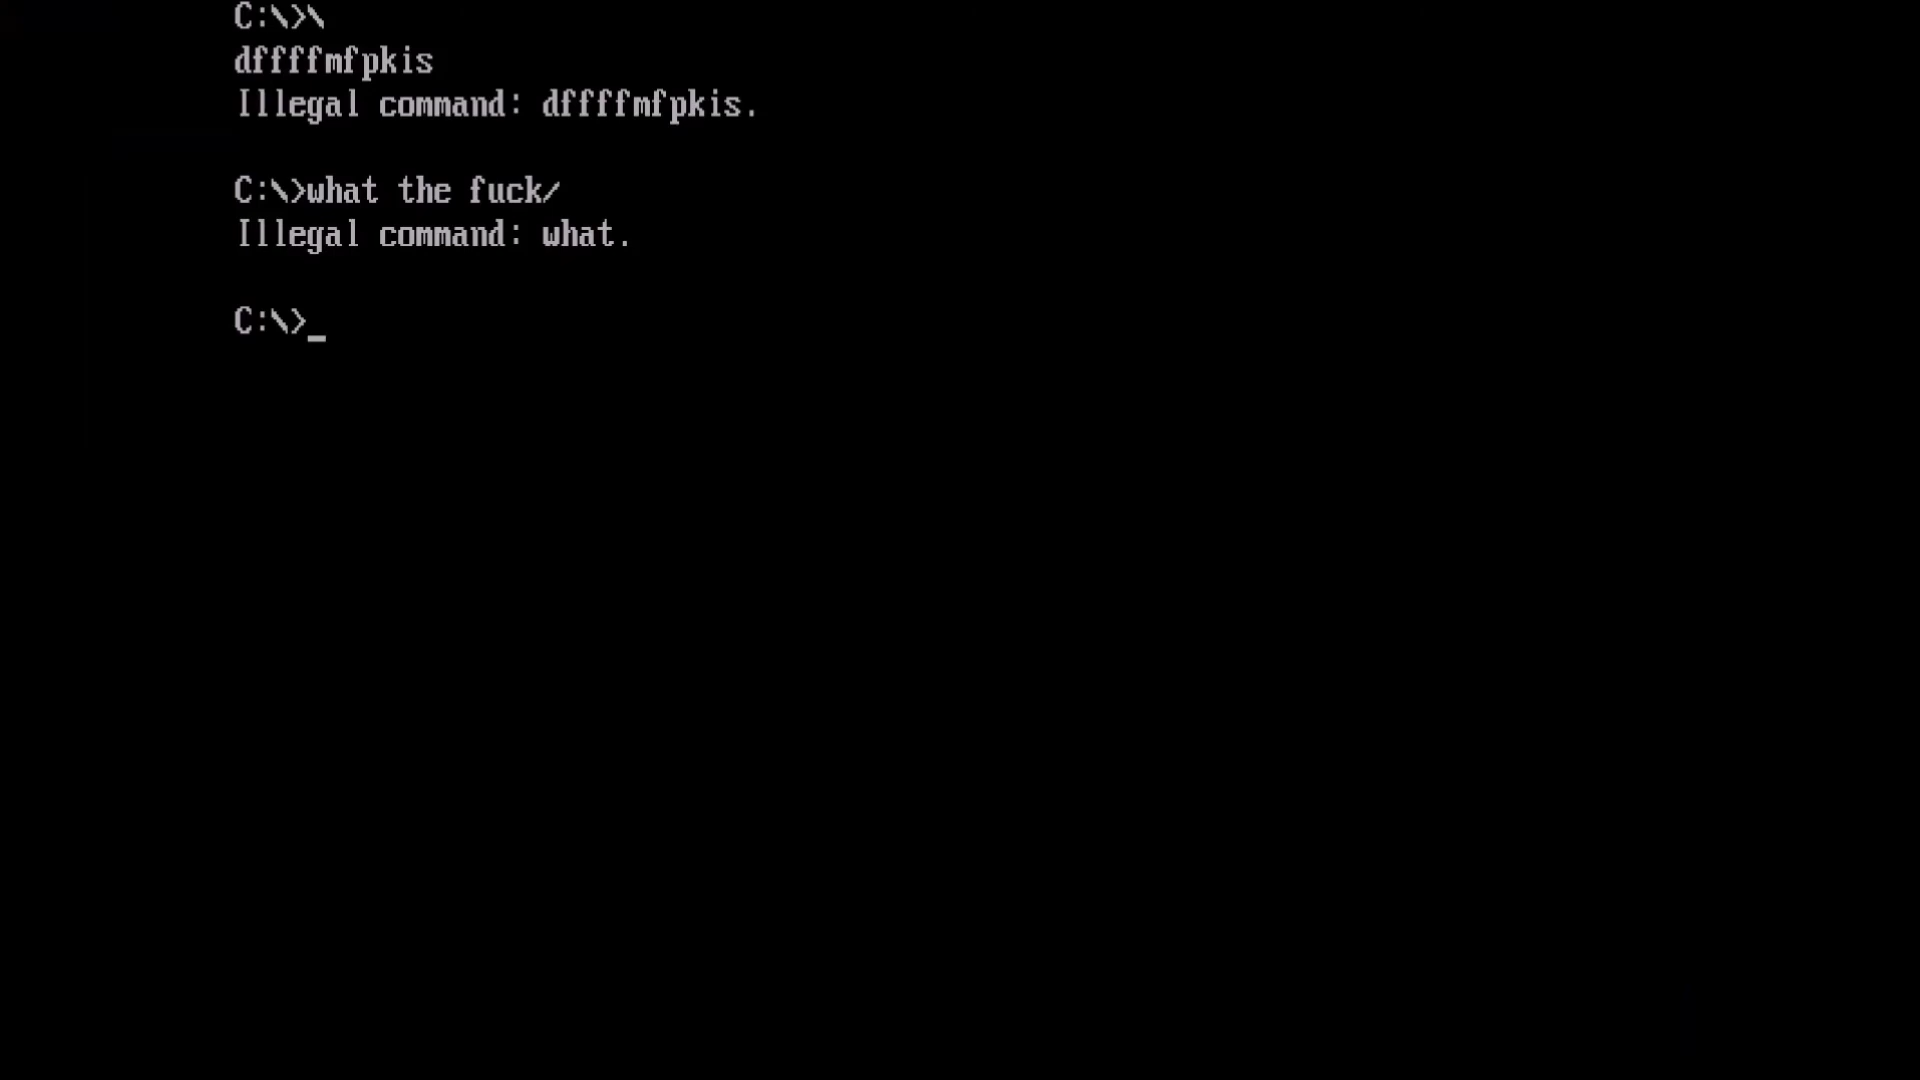 C:\>\
dffffmfpkis
Illegal command: dffffmfpkis.
C:\>what the fuck/
Illegal command: what.
C:\>_